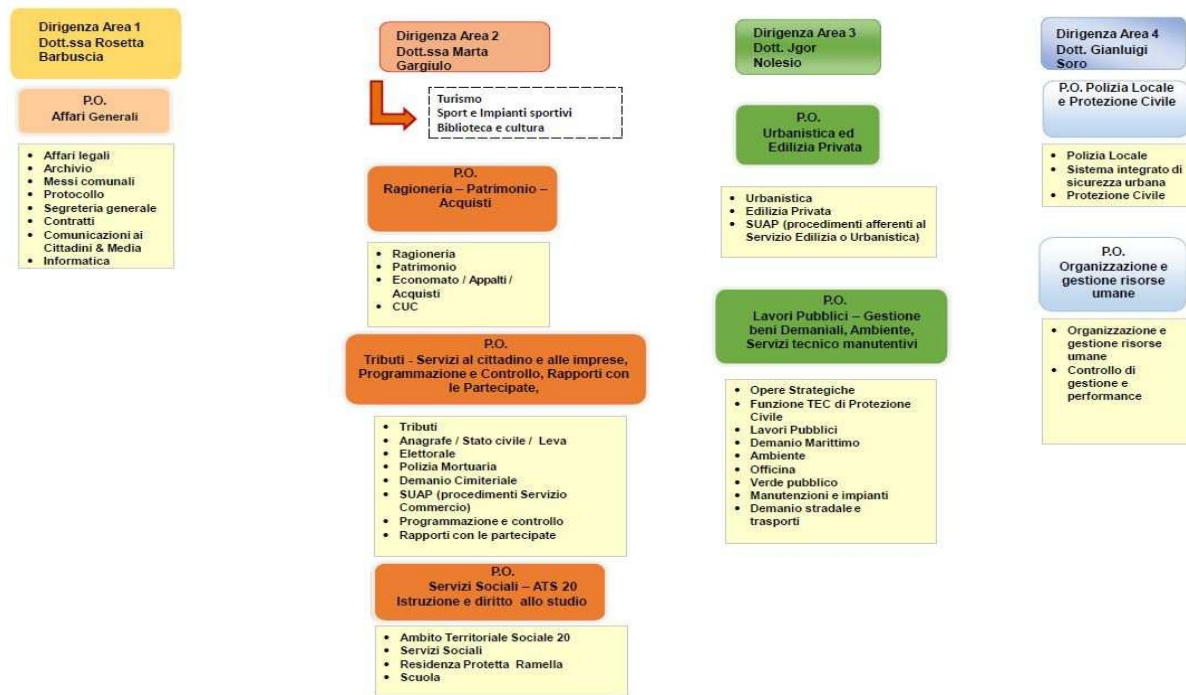 Dirigenza Area 1
Dott.ssa Rosetta
Barbuscia
P.O.
Affari Generali
• Affari legali
• Archivio
• Messi comunali
• Protocollo
• Segreteria generale
• Contratti
• Comunicazioni ai
Cittadini & Media
• Informatica
Dirigenza Area 2
Dott.ssa Marta
Gargiulo
Turismo
Sport e Impianti sportivi
Biblioteca e cultura
P.O.
Ragioneria – Patrimonio –
Acquisti
• Ragioneria
• Patrimonio
• Economato / Appalti /
Acquisti
• CUC
P.O.
Tributi - Servizi al cittadino e alle imprese,
Programmazione e Controllo, Rapporti con
le Partecipate,
• Tributi
• Anagrafe / Stato civile / Leva
• Elettorale
• Polizia Mortuaria
• Demanio Cimiteriale
• SUAP (procedimenti Servizio
Commercio)
• Programmazione e controllo
• Rapporti con le partecipate
P.O.
Servizi Sociali – ATS 20
Istruzione e diritto allo studio
• Ambito Territoriale Sociale 20
• Servizi Sociali
• Residenza Protetta Ramella
• Scuola
Dirigenza Area 3
Dott. Jgor
Nolesio
P.O.
Urbanistica ed
Edilizia Privata
• Urbanistica
• Edilizia Privata
• SUAP (procedimenti afferenti al
Servizio Edilizia o Urbanistica)
P.O.
Lavori Pubblici – Gestione
beni Demaniali, Ambiente,
Servizi tecnico manutentivi
• Opere Strategiche
• Funzione TEC di Protezione
Civile
• Lavori Pubblici
• Demanio Marittimo
• Ambiente
• Officina
• Verde pubblico
• Manutenzioni e impianti
• Demanio stradale e
trasporti
Dirigenza Area 4
Dott. Gianluigi
Soro
P.O. Polizia Locale
e Protezione Civile
• Polizia Locale
• Sistema integrato di
sicurezza urbana
• Protezione Civile
P.O.
Organizzazione e
gestione risorse
umane
• Organizzazione e
gestione risorse
umane
• Controllo di
gestione e
performance